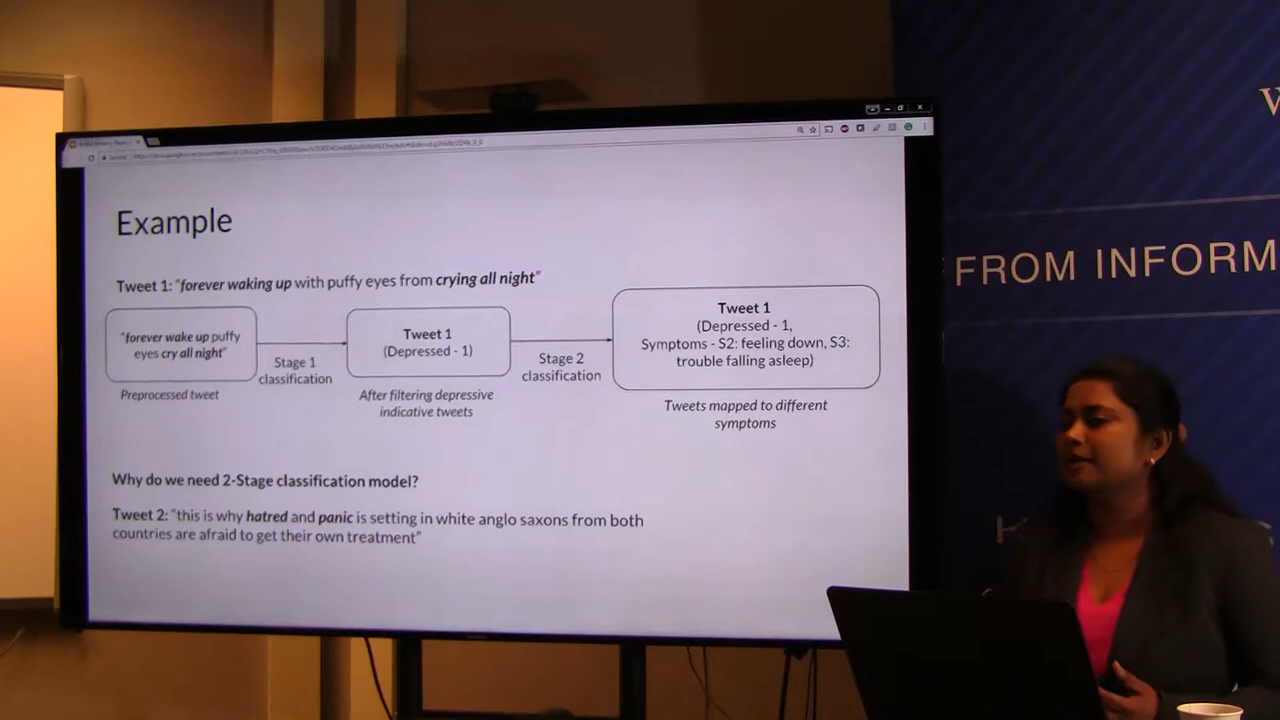 Example
Tweet 1: "forever waking up with puffy eyes from crying all night"
"forever wake up puffy
eyes cry all night"
Preprocessed tweet
Stage 1
classification
Tweet 1
(Depressed - 1)
After filtering depressive
indicative tweets
Stage 2
classification
Tweet 1
(Depressed - 1,
Symptoms - S2: feeling down, S3:
trouble falling asleep)
Tweets mapped to different
symptoms
Why do we need 2-Stage classification model?
Tweet 2: "this is why hatred and panic is setting in white anglo saxons from both
countries are afraid to get their own treatment"
W
FROM INFORM
K